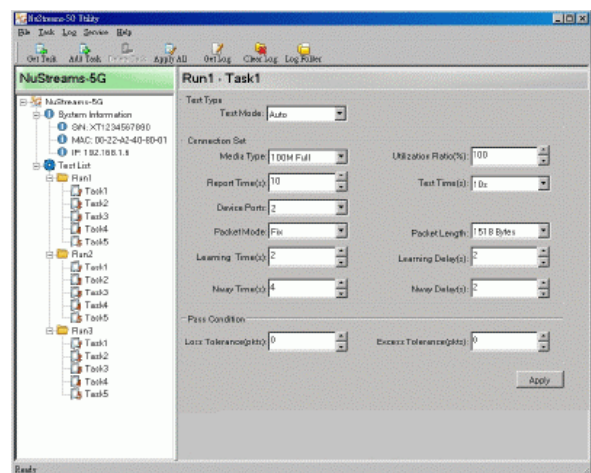 NuStreams-5G Utility
File Task Log Service Help
Get Task Add Task Delete Task Apply All Get Log Clear Log Log Folder
NuStreams-5G
Run1 - Task1
NuStreams-5G
System Information
S/N: XT1234567890
MAC: 00-22-A2-40-80-01
IP: 192.168.1.8
Test List
Run1
Task1
Task2
Task3
Task4
Task5
Run2
Task1
Task2
Task3
Task4
Task5
Run3
Task1
Task2
Task3
Task4
Task5
Test Type
Test Mode: Auto
Connection Set
Media Type: 100M Full
Utilization Ratio(%): 100
Report Time(s): 10
Test Time(s): 10s
Device Ports: 2
Packet Mode: Fix
Packet Length: 1518 Bytes
Learning Time(s): 2
Learning Delay(s): 2
Nway Time(s): 4
Nway Delay(s): 2
Pass Condition
Loss Tolerance(pkts): 0
Excess Tolerance(pkts): 0
Apply
Ready